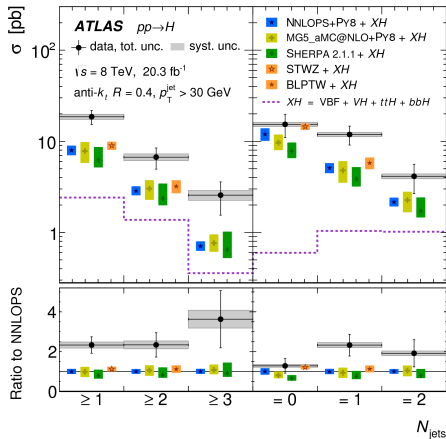 σ [pb]
ATLAS pp→H
data, tot. unc. syst. unc.
√s = 8 TeV, 20.3 fb⁻¹
anti-kₜ R = 0.4, p_T^jet > 30 GeV
NNLOPS+PY8 + XH
MG5_aMC@NLO+PY8 + XH
SHERPA 2.1.1 + XH
STWZ + XH
BLPTW + XH
XH = VBF + VH + ttH + bbH
10²
10
1
Ratio to NNLOPS
4
2
0
≥ 1 ≥ 2 ≥ 3 = 0 = 1 = 2
N_jets